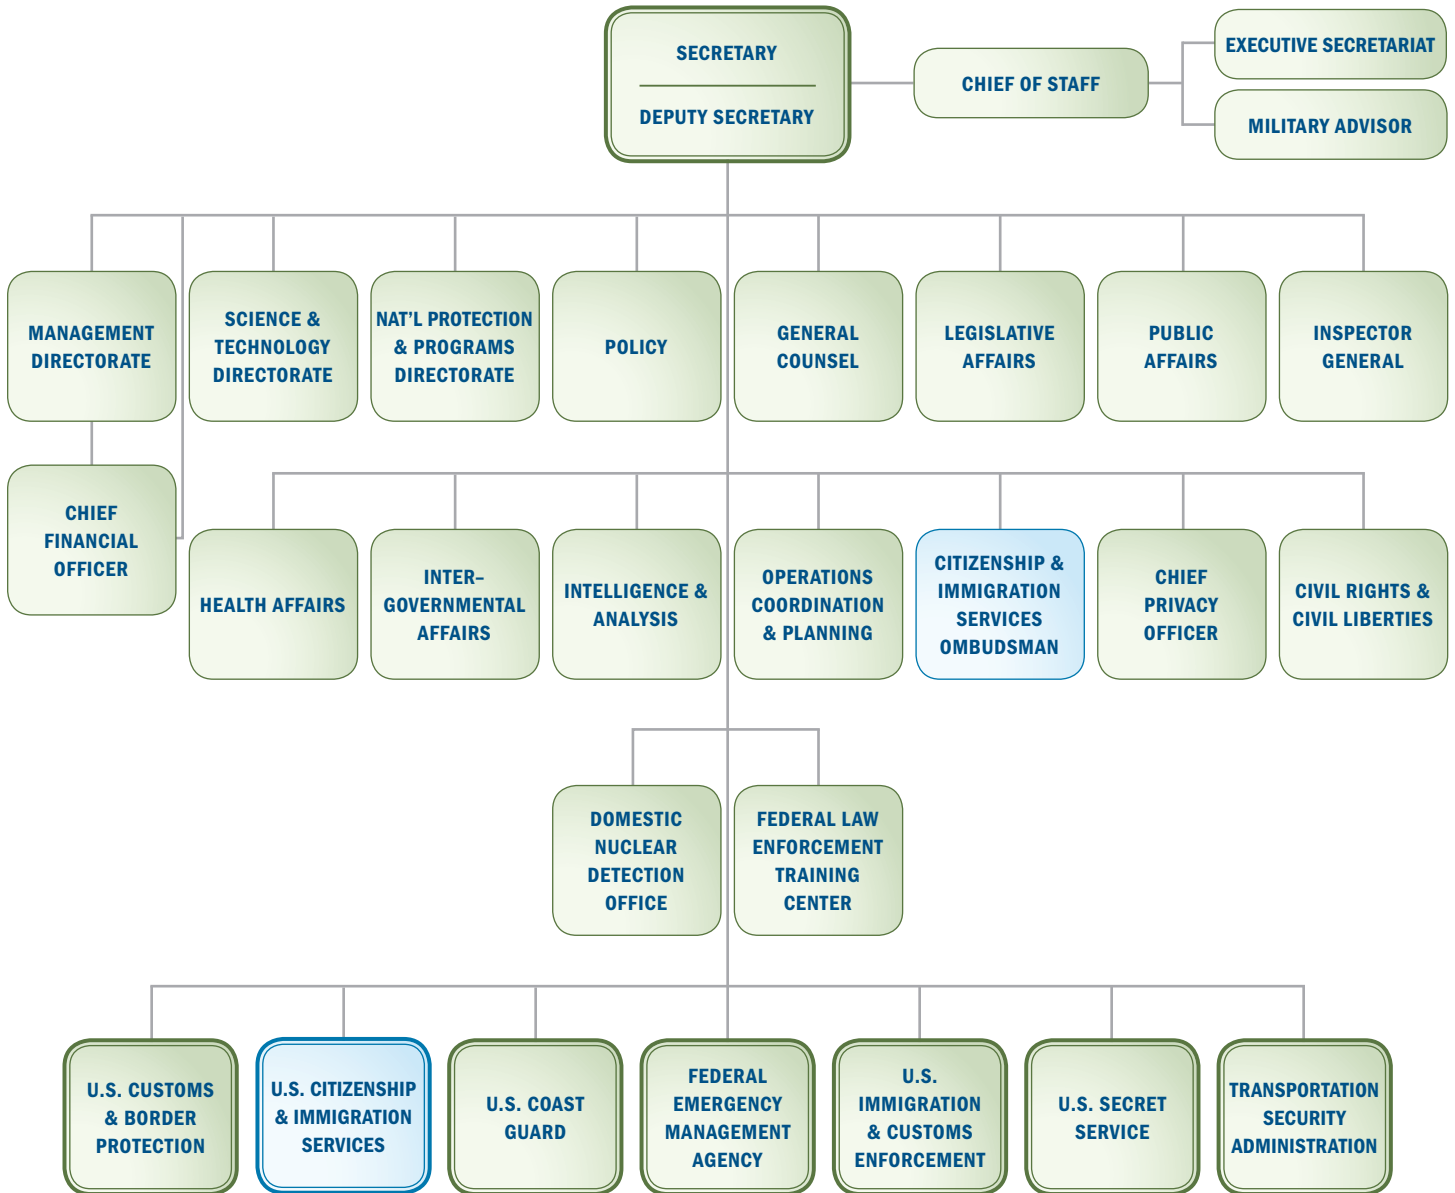 SECRETARY
DEPUTY SECRETARY
CHIEF OF STAFF
EXECUTIVE SECRETARIAT
MILITARY ADVISOR
MANAGEMENT
DIRECTORATE
SCIENCE &
TECHNOLOGY
DIRECTORATE
NAT'L PROTECTION
& PROGRAMS
DIRECTORATE
POLICY
GENERAL
COUNSEL
LEGISLATIVE
AFFAIRS
PUBLIC
AFFAIRS
INSPECTOR
GENERAL
CHIEF
FINANCIAL
OFFICER
HEALTH AFFAIRS
INTER–
GOVERNMENTAL
AFFAIRS
INTELLIGENCE &
ANALYSIS
OPERATIONS
COORDINATION
& PLANNING
CITIZENSHIP &
IMMIGRATION
SERVICES
OMBUDSMAN
CHIEF
PRIVACY
OFFICER
CIVIL RIGHTS &
CIVIL LIBERTIES
DOMESTIC
NUCLEAR
DETECTION
OFFICE
FEDERAL LAW
ENFORCEMENT
TRAINING
CENTER
U.S. CUSTOMS
& BORDER
PROTECTION
U.S. CITIZENSHIP
& IMMIGRATION
SERVICES
U.S. COAST
GUARD
FEDERAL
EMERGENCY
MANAGEMENT
AGENCY
U.S.
IMMIGRATION
& CUSTOMS
ENFORCEMENT
U.S. SECRET
SERVICE
TRANSPORTATION
SECURITY
ADMINISTRATION